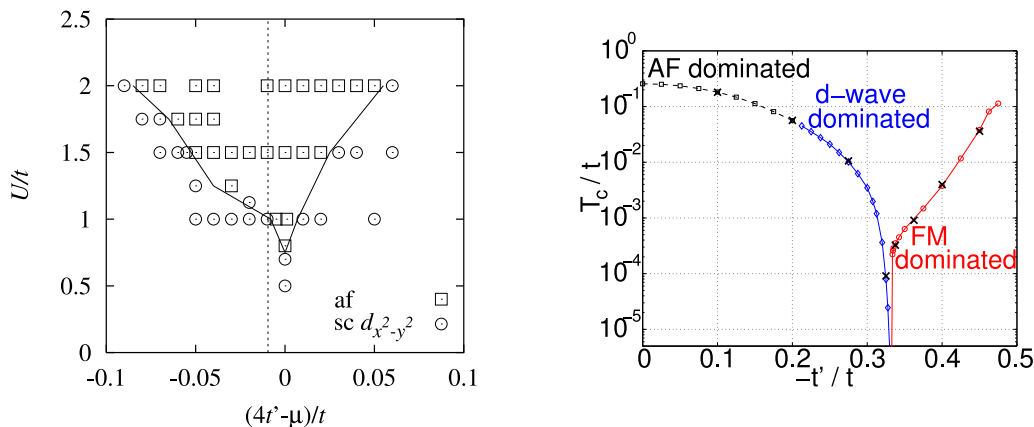 2.5
2
1.5
1
0.5
0
U/t
-0.1
-0.05
0
0.05
0.1
(4t'-μ)/t
af
sc d_{x^2-y^2}
10^0
10^-1
10^-2
10^-3
10^-4
10^-5
T_c / t
AF dominated
d-wave
dominated
FM
dominated
0
0.1
0.2
0.3
0.4
0.5
-t' / t